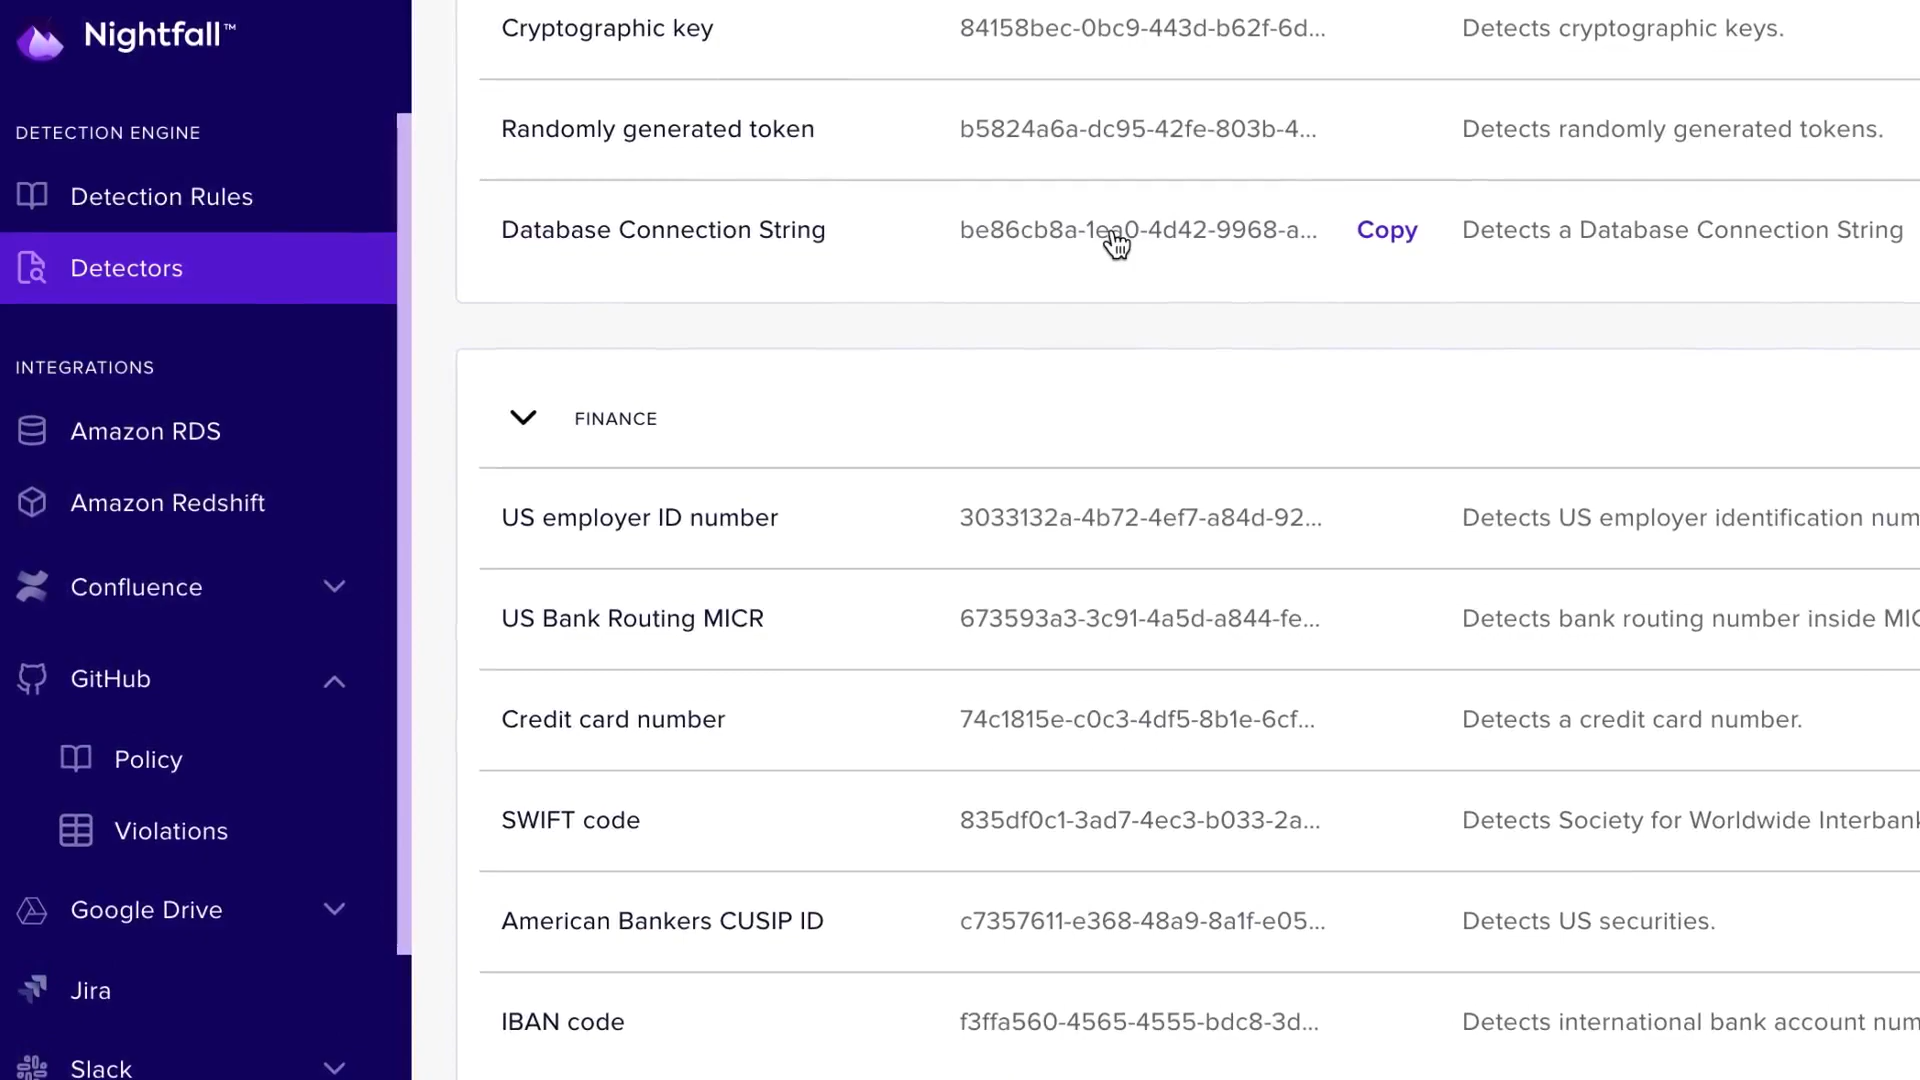 Nightfall™
DETECTION ENGINE
Detection Rules
Detectors
INTEGRATIONS
Amazon RDS
Amazon Redshift
Confluence
GitHub
Policy
Violations
Google Drive
Jira
Slack
Cryptographic key 84158bec-0bc9-443d-b62f-6d... Detects cryptographic keys.
Randomly generated token b5824a6a-dc95-42fe-803b-4... Detects randomly generated tokens.
Database Connection String be86cb8a-1ea0-4d42-9968-a... Copy Detects a Database Connection String
FINANCE
US employer ID number 3033132a-4b72-4ef7-a84d-92... Detects US employer identification num
US Bank Routing MICR 673593a3-3c91-4a5d-a844-fe... Detects bank routing number inside MIC
Credit card number 74c1815e-c0c3-4df5-8b1e-6cf... Detects a credit card number.
SWIFT code 835df0c1-3ad7-4ec3-b033-2a... Detects Society for Worldwide Interbank
American Bankers CUSIP ID c7357611-e368-48a9-8a1f-e05... Detects US securities.
IBAN code f3ffa560-4565-4555-bdc8-3d... Detects international bank account num